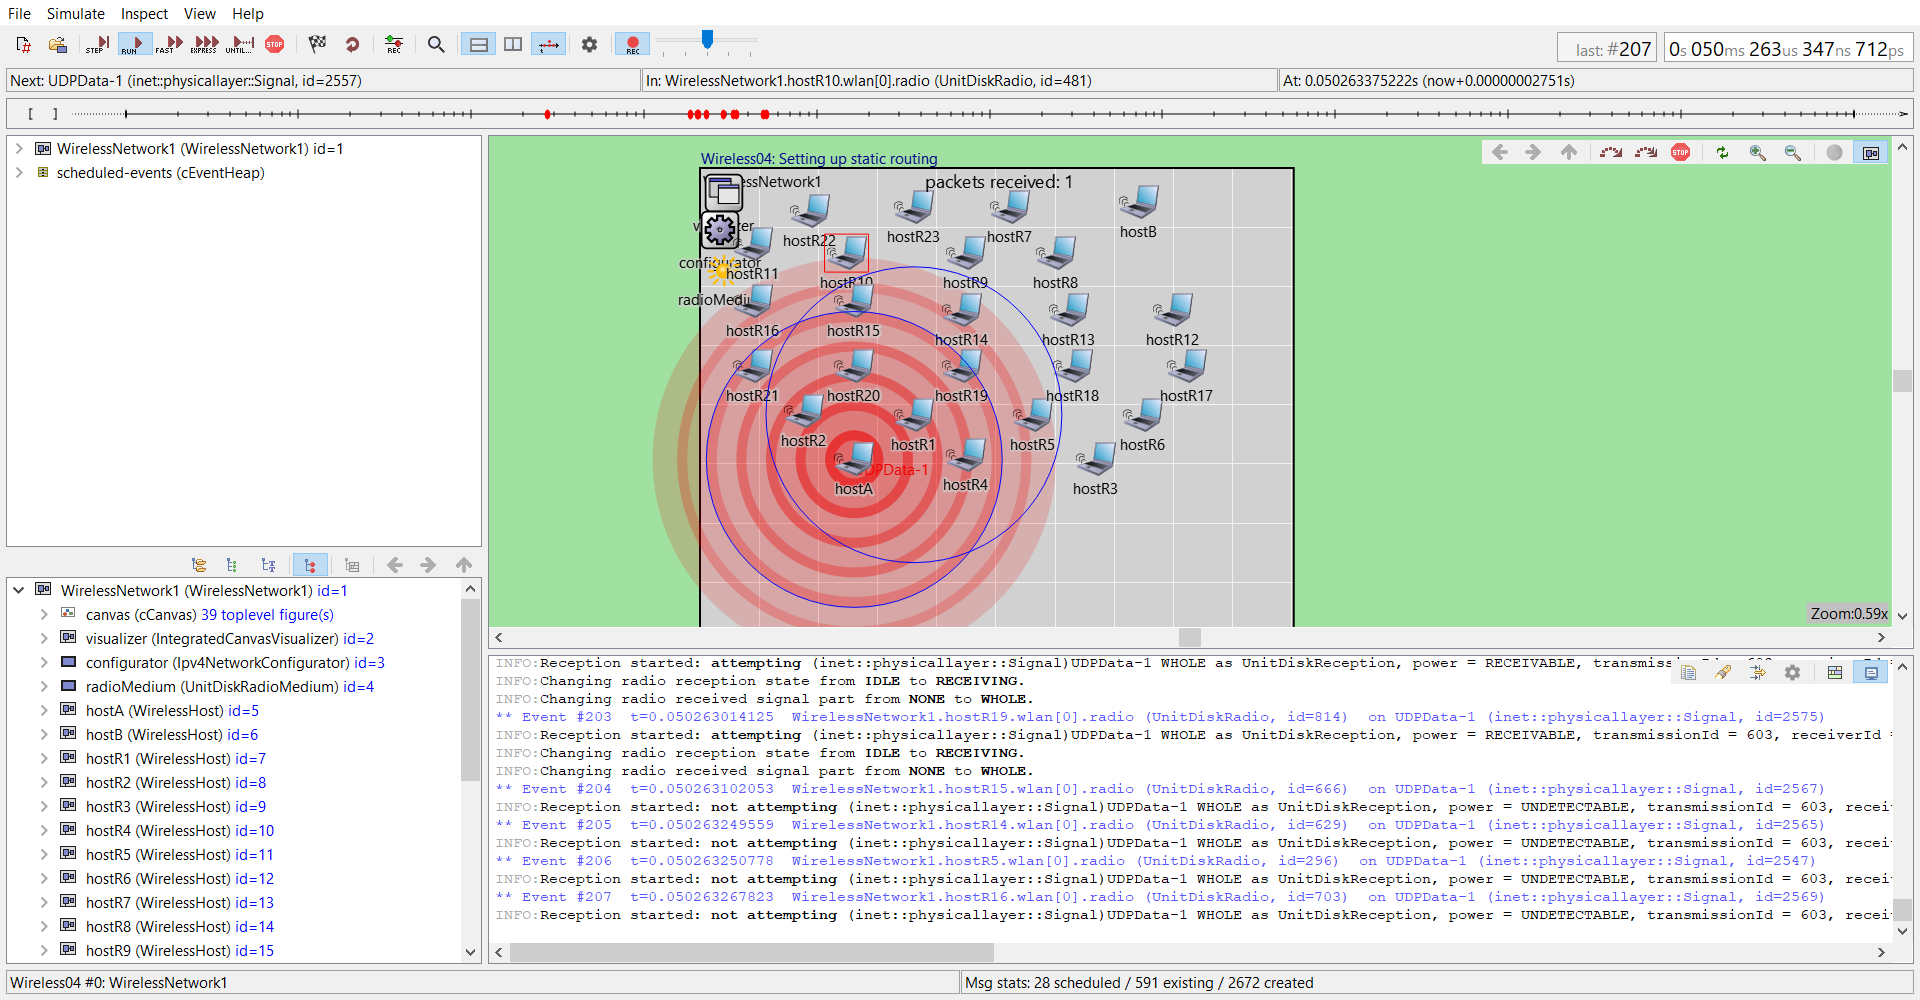 File Simulate Inspect View Help
STEP RUN FAST EXPRESS UNTIL... STOP REC REC
last: #207
0s 050ms 263us 347ns 712ps
Next: UDPData-1 (inet::physicallayer::Signal, id=2557)
In: WirelessNetwork1.hostR10.wlan[0].radio (UnitDiskRadio, id=481)
At: 0.050263375222s (now+0.00000002751s)
[ ]
WirelessNetwork1 (WirelessNetwork1) id=1
scheduled-events (cEventHeap)
WirelessNetwork1 (WirelessNetwork1) id=1
canvas (cCanvas) 39 toplevel figure(s)
visualizer (IntegratedCanvasVisualizer) id=2
configurator (Ipv4NetworkConfigurator) id=3
radioMedium (UnitDiskRadioMedium) id=4
hostA (WirelessHost) id=5
hostB (WirelessHost) id=6
hostR1 (WirelessHost) id=7
hostR2 (WirelessHost) id=8
hostR3 (WirelessHost) id=9
hostR4 (WirelessHost) id=10
hostR5 (WirelessHost) id=11
hostR6 (WirelessHost) id=12
hostR7 (WirelessHost) id=13
hostR8 (WirelessHost) id=14
hostR9 (WirelessHost) id=15
Wireless04: Setting up static routing
STOP
packets received: 1
hostR22
hostR23
hostR7
hostB
configurator
hostR11
hostR10
hostR9
hostR8
hostR16
hostR15
hostR14
hostR13
hostR12
hostR21
hostR20
hostR19
hostR18
hostR17
hostR2
hostR1
hostR5
hostR6
hostA
hostR4
hostR3
Zoom:0.59x
INFO:Reception started: attempting (inet::physicallayer::Signal)UDPData-1 WHOLE as UnitDiskReception, power = RECEIVABLE,
INFO:Changing radio reception state from IDLE to RECEIVING.
INFO:Changing radio received signal part from NONE to WHOLE.
** Event #203 t=0.050263014125 WirelessNetwork1.hostR19.wlan[0].radio (UnitDiskRadio, id=814) on UDPData-1 (inet::physicallayer::Signal, id=2575)
INFO:Reception started: attempting (inet::physicallayer::Signal)UDPData-1 WHOLE as UnitDiskReception, power = RECEIVABLE, transmissionId = 603, receiverId =
INFO:Changing radio reception state from IDLE to RECEIVING.
INFO:Changing radio received signal part from NONE to WHOLE.
** Event #204 t=0.050263102053 WirelessNetwork1.hostR15.wlan[0].radio (UnitDiskRadio, id=666) on UDPData-1 (inet::physicallayer::Signal, id=2567)
INFO:Reception started: not attempting (inet::physicallayer::Signal)UDPData-1 WHOLE as UnitDiskReception, power = UNDETECTABLE, transmissionId = 603, recei
** Event #205 t=0.050263249559 WirelessNetwork1.hostR14.wlan[0].radio (UnitDiskRadio, id=629) on UDPData-1 (inet::physicallayer::Signal, id=2565)
INFO:Reception started: not attempting (inet::physicallayer::Signal)UDPData-1 WHOLE as UnitDiskReception, power = UNDETECTABLE, transmissionId = 603, recei
** Event #206 t=0.050263250778 WirelessNetwork1.hostR5.wlan[0].radio (UnitDiskRadio, id=296) on UDPData-1 (inet::physicallayer::Signal, id=2547)
INFO:Reception started: not attempting (inet::physicallayer::Signal)UDPData-1 WHOLE as UnitDiskReception, power = UNDETECTABLE, transmissionId = 603, recei
** Event #207 t=0.050263267823 WirelessNetwork1.hostR16.wlan[0].radio (UnitDiskRadio, id=703) on UDPData-1 (inet::physicallayer::Signal, id=2569)
INFO:Reception started: not attempting (inet::physicallayer::Signal)UDPData-1 WHOLE as UnitDiskReception, power = UNDETECTABLE, transmissionId = 603, recei
Wireless04 #0: WirelessNetwork1
Msg stats: 28 scheduled / 591 existing / 2672 created